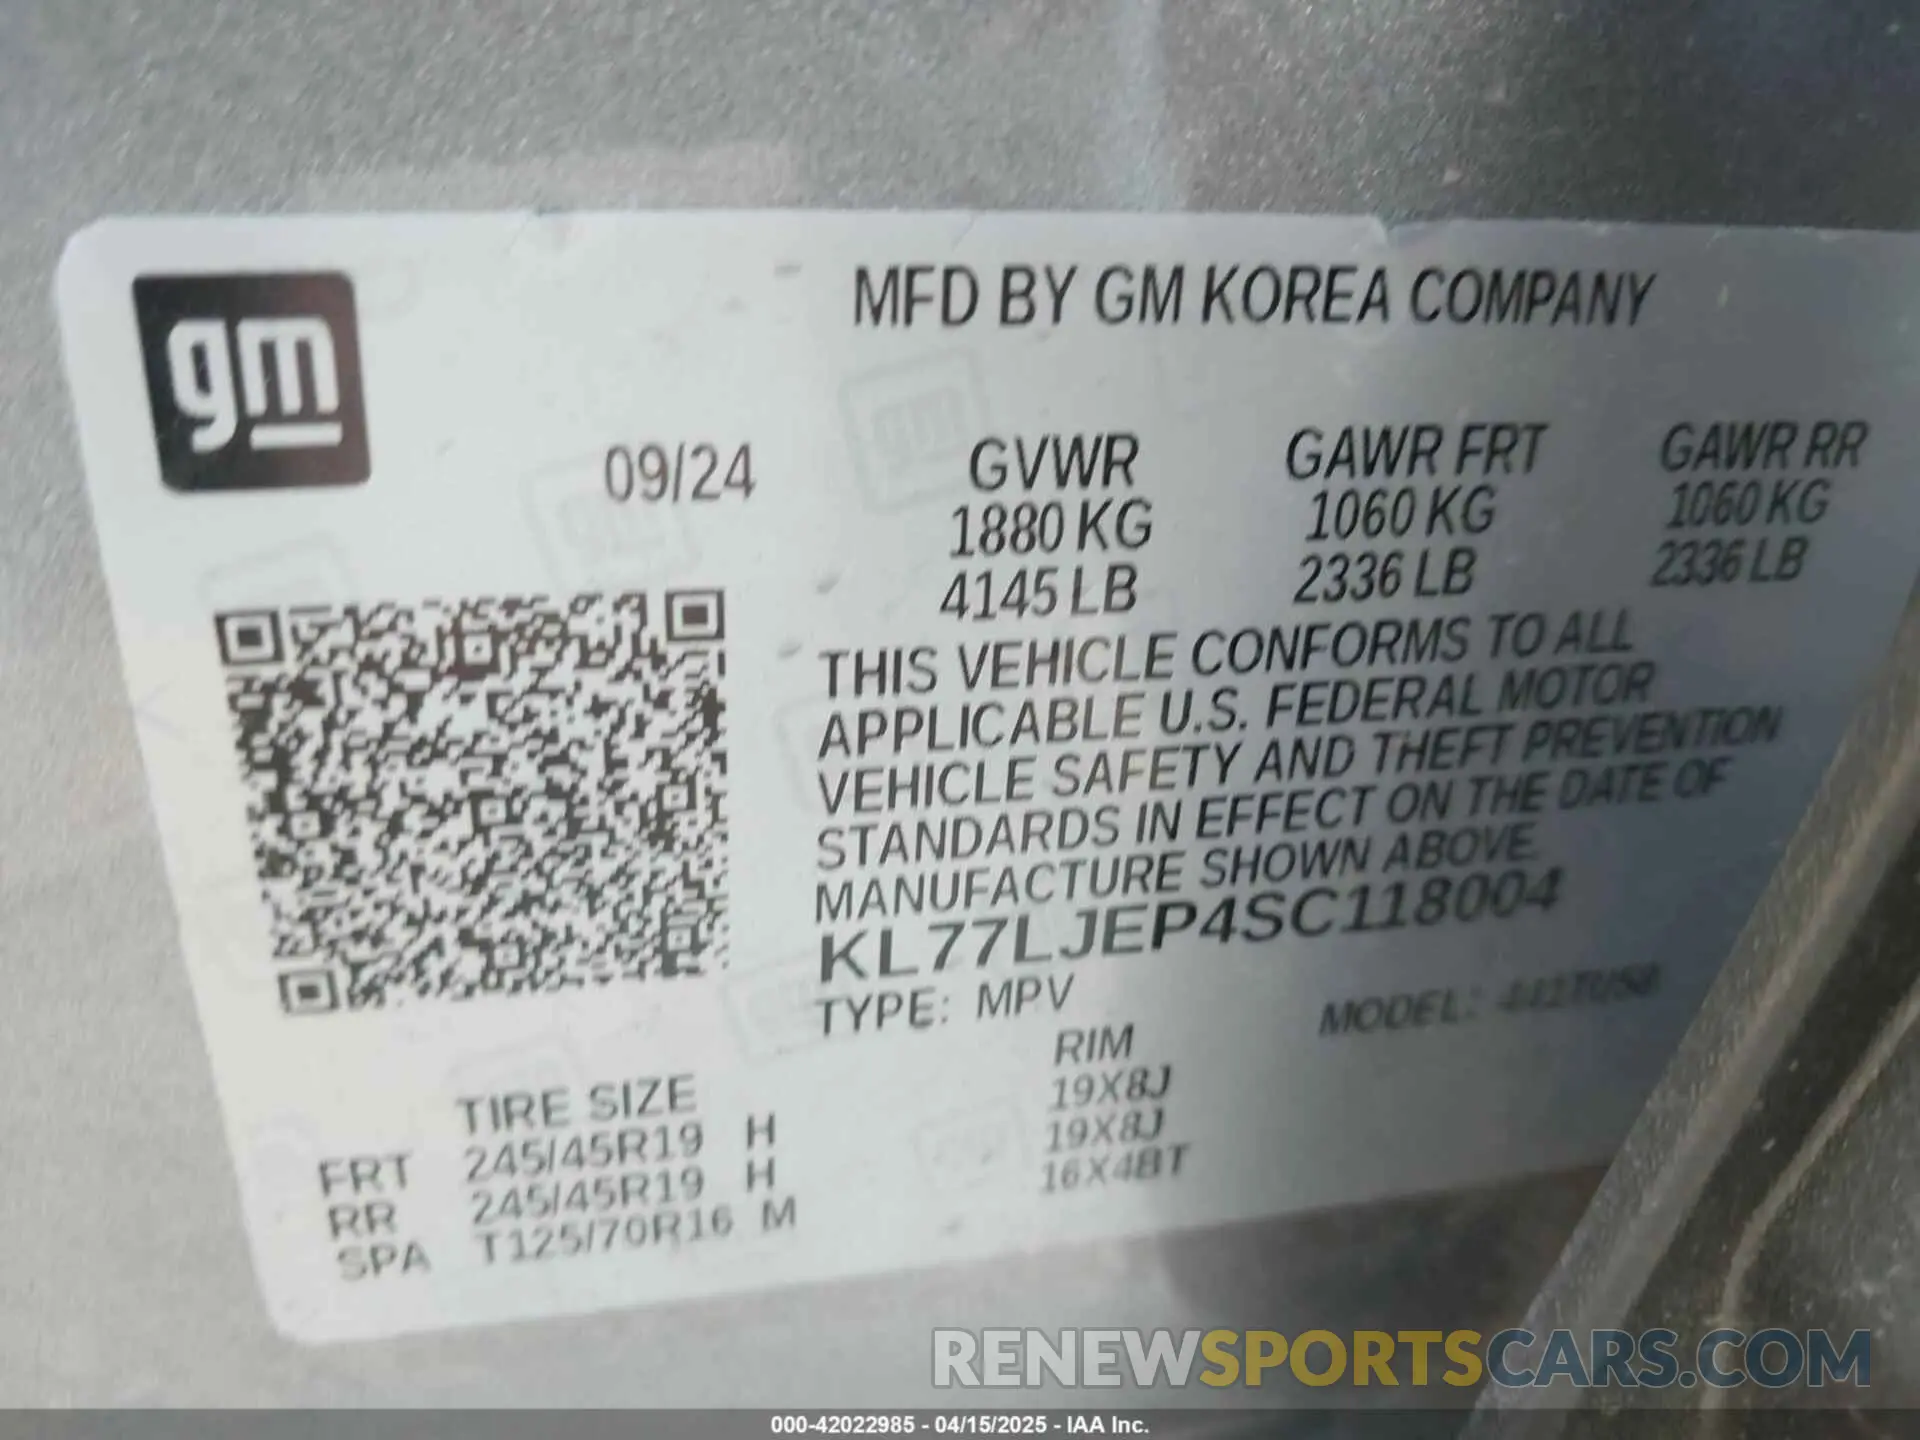 gm
MFD BY GM KOREA COMPANY
09/24
GVWR GAWR FRT GAWR RR
1880 KG 1060 KG 1060 KG
4145 LB 2336 LB 2336 LB
THIS VEHICLE CONFORMS TO ALL
APPLICABLE U.S. FEDERAL MOTOR
VEHICLE SAFETY AND THEFT PREVENTION
STANDARDS IN EFFECT ON THE DATE OF
MANUFACTURE SHOWN ABOVE.
KL77LJEP4SC118004
TYPE: MPV MODEL:
TIRE SIZE RIM
FRT 245/45R19 H 19X8J
RR 245/45R19 H 19X8J
SPA T125/70R16 M 16X4BT
RENEWSPORTSCARS.COM
000-42022985 - 04/15/2025 - IAA Inc.